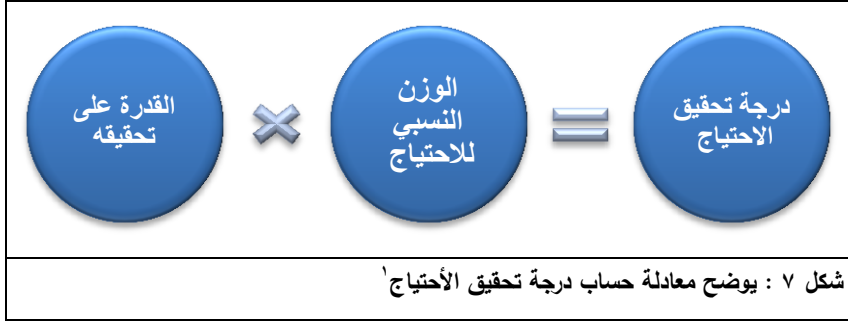 درجة تحقيق
الاحتياج
=
الوزن
النسبي
للاحتياج
×
القدرة على
تحقيقه
شكل ٧ : يوضح معادلة حساب درجة تحقيق الأحتياج¹